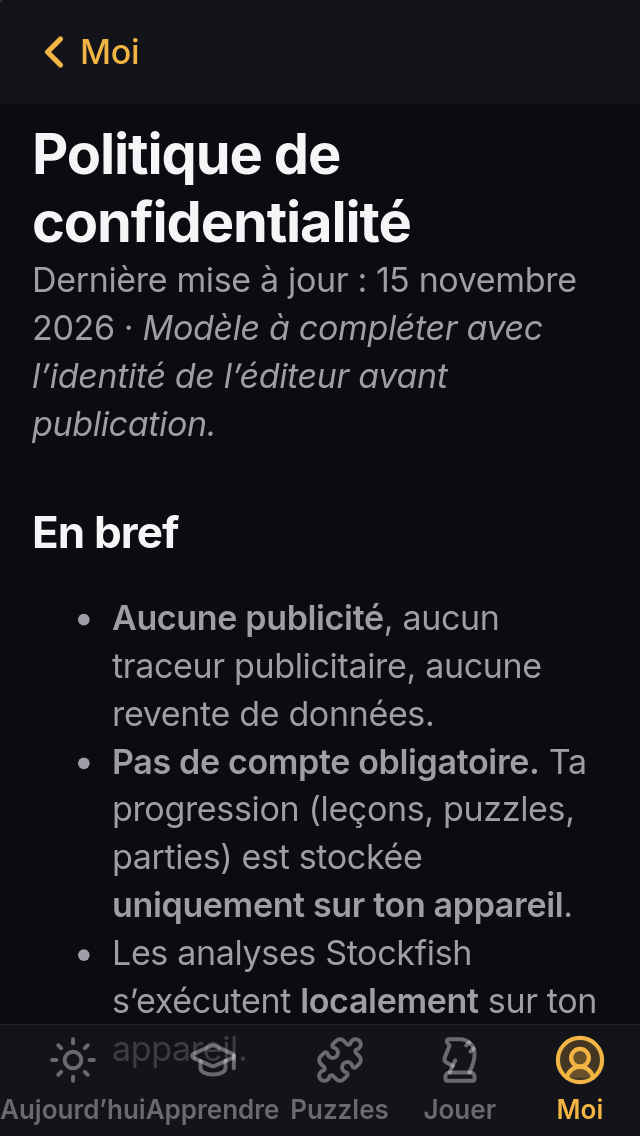 Moi
Politique de
confidentialité
Dernière mise à jour : 15 novembre
2026 · Modèle à compléter avec
l’identité de l’éditeur avant
publication.
En bref
• Aucune publicité, aucun
traceur publicitaire, aucune
revente de données.
• Pas de compte obligatoire. Ta
progression (leçons, puzzles,
parties) est stockée
uniquement sur ton appareil.
• Les analyses Stockfish
s’exécutent localement sur ton
appareil.
Aujourd’hui Apprendre Puzzles Jouer Moi